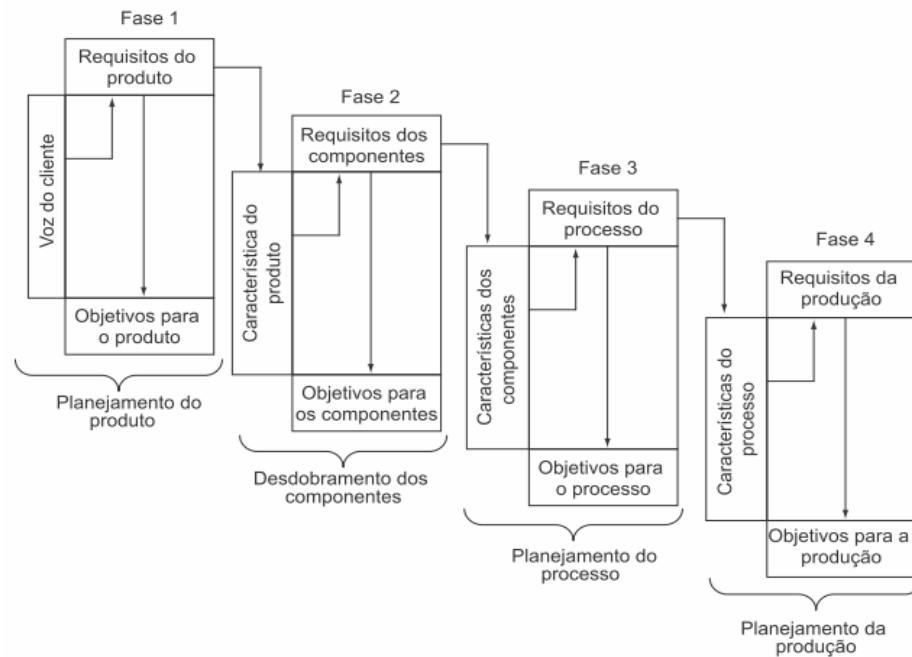 Fase 1
Requisitos do
produto
Voz do cliente
Objetivos para
o produto
Planejamento do
produto
Fase 2
Requisitos dos
componentes
Característica do
produto
Objetivos para
os componentes
Desdobramento dos
componentes
Fase 3
Requisitos do
processo
Características dos
componentes
Objetivos para
o processo
Planejamento do
processo
Fase 4
Requisitos da
produção
Características do
processo
Objetivos para a
produção
Planejamento da
produção